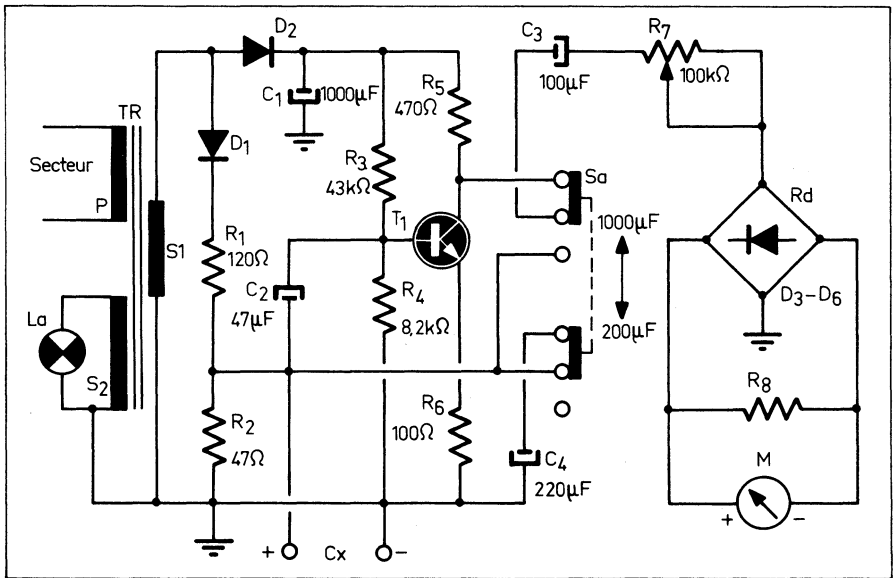 Secteur
P
TR
S1
La
S2
D2
D1
C1
1000µF
R1
120Ω
R2
47Ω
C2
47µF
R3
43kΩ
R4
8,2kΩ
T1
R5
470Ω
R6
100Ω
C3
100µF
R7
100kΩ
Sa
1000µF
200µF
C4
220µF
Rd
D3–D6
R8
M
+ –
+ Cx –